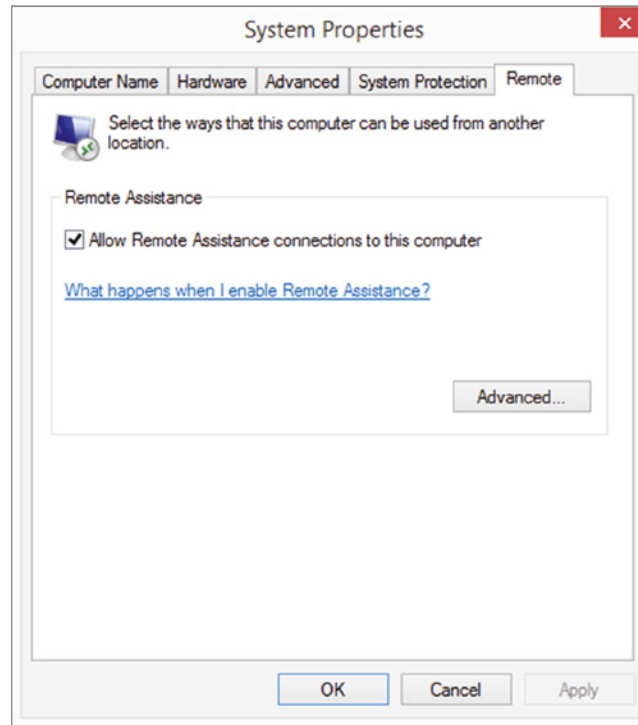 System Properties
Computer Name Hardware Advanced System Protection Remote
Select the ways that this computer can be used from another
location.
Remote Assistance
Allow Remote Assistance connections to this computer
What happens when I enable Remote Assistance?
Advanced...
OK Cancel Apply